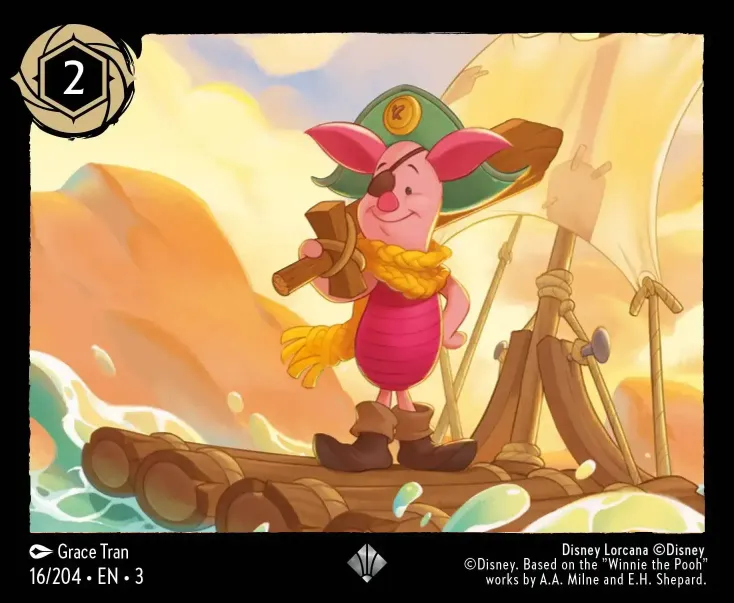 2
Grace Tran
16/204 • EN • 3
Disney Lorcana ©Disney
©Disney. Based on the "Winnie the Pooh"
works by A.A. Milne and E.H. Shepard.